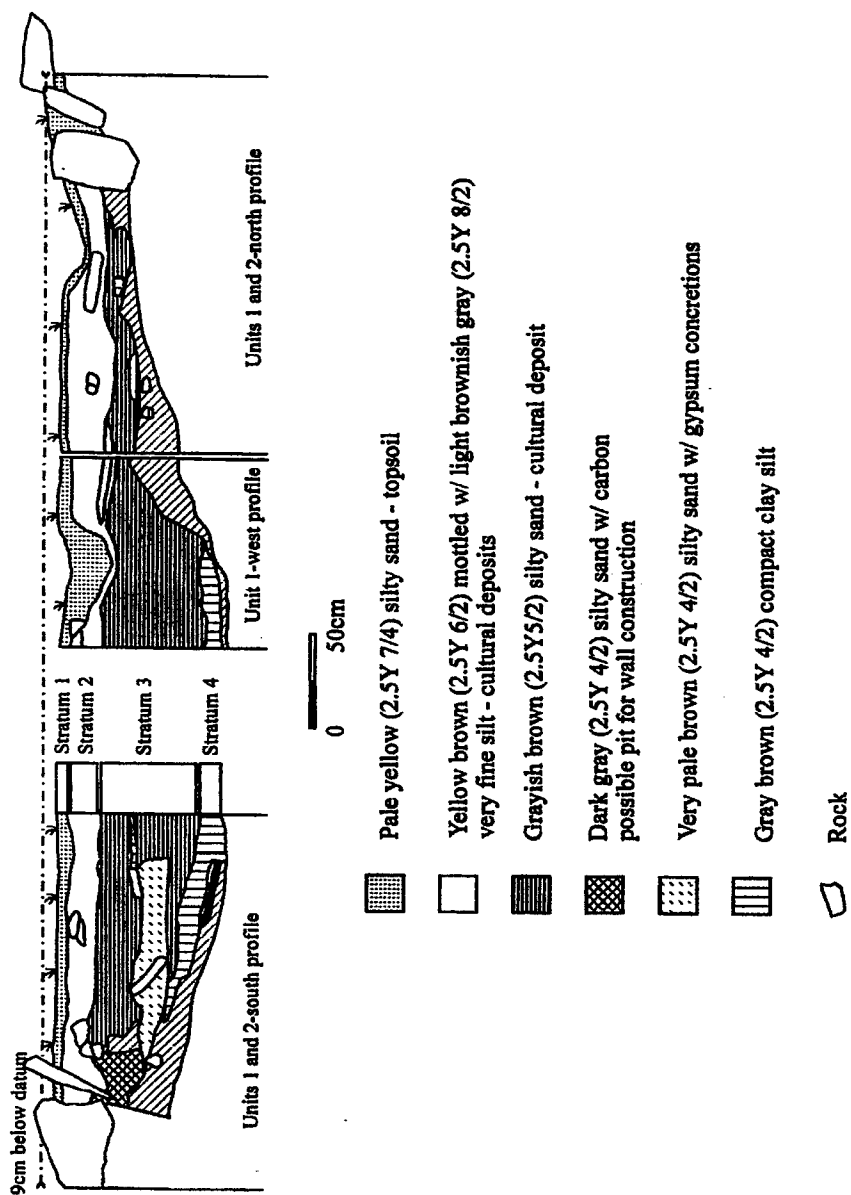 9cm below datum
Units 1 and 2-south profile
Stratum 1
Stratum 2
Stratum 3
Stratum 4
Unit 1-west profile
Units 1 and 2-north profile
0 50cm
Pale yellow (2.5Y 7/4) silty sand - topsoil
Yellow brown (2.5Y 6/2) mottled w/ light brownish gray (2.5Y 8/2)
very fine silt - cultural deposits
Grayish brown (2.5Y5/2) silty sand - cultural deposit
Dark gray (2.5Y 4/2) silty sand w/ carbon
possible pit for wall construction
Very pale brown (2.5Y 4/2) silty sand w/ gypsum concretions
Gray brown (2.5Y 4/2) compact clay silt
Rock